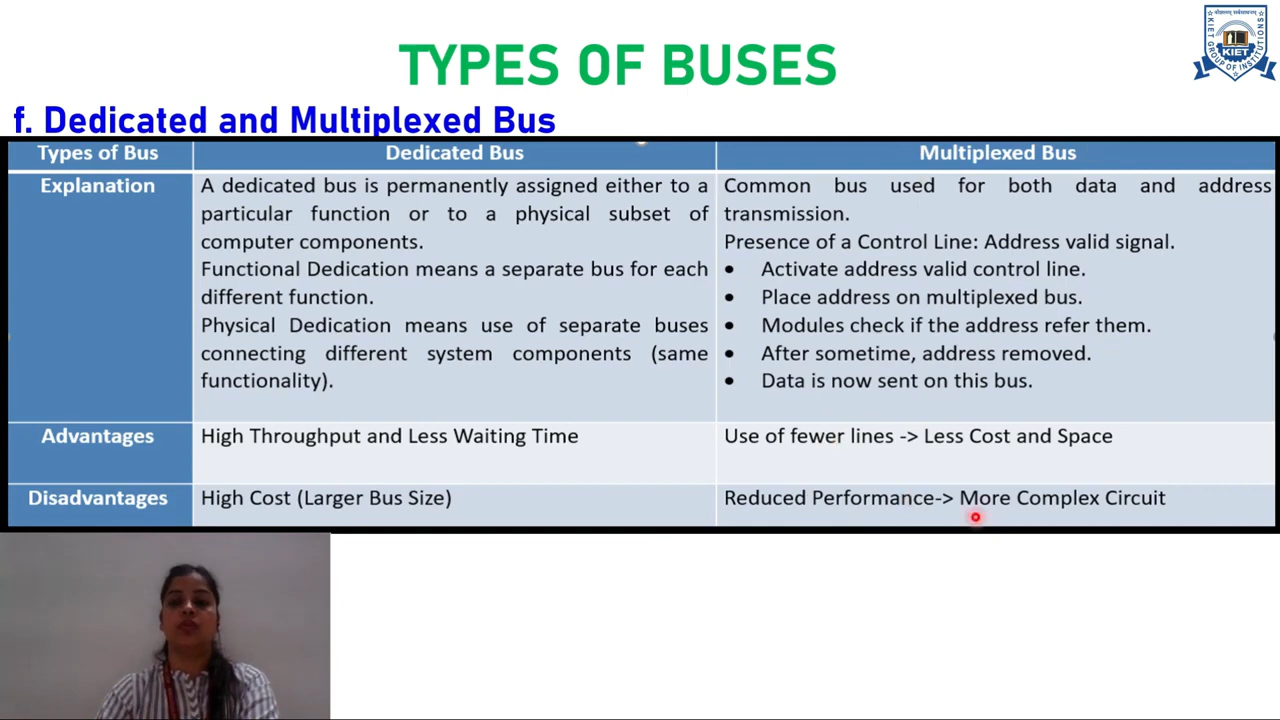 TYPES OF BUSES
KIET
KIET GROUP OF INSTITUTIONS
f. Dedicated and Multiplexed Bus
Types of Bus
Dedicated Bus
Multiplexed Bus
Explanation
A dedicated bus is permanently assigned either to a
particular function or to a physical subset of
computer components.
Functional Dedication means a separate bus for each
different function.
Physical Dedication means use of separate buses
connecting different system components (same
functionality).
Common bus used for both data and address
transmission.
Presence of a Control Line: Address valid signal.
• Activate address valid control line.
• Place address on multiplexed bus.
• Modules check if the address refer them.
• After sometime, address removed.
• Data is now sent on this bus.
Advantages
High Throughput and Less Waiting Time
Use of fewer lines -> Less Cost and Space
Disadvantages
High Cost (Larger Bus Size)
Reduced Performance-> More Complex Circuit